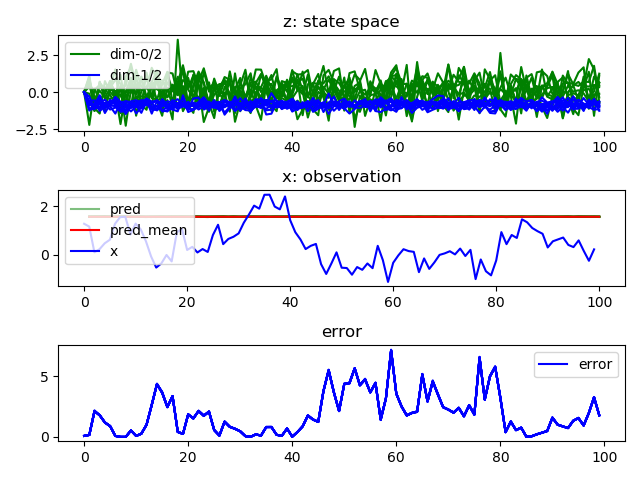 z: state space
dim-0/2
dim-1/2
2.5
0.0
−2.5
0 20 40 60 80 100
x: observation
pred
pred_mean
x
2
0
0 20 40 60 80 100
error
error
5
0
0 20 40 60 80 100